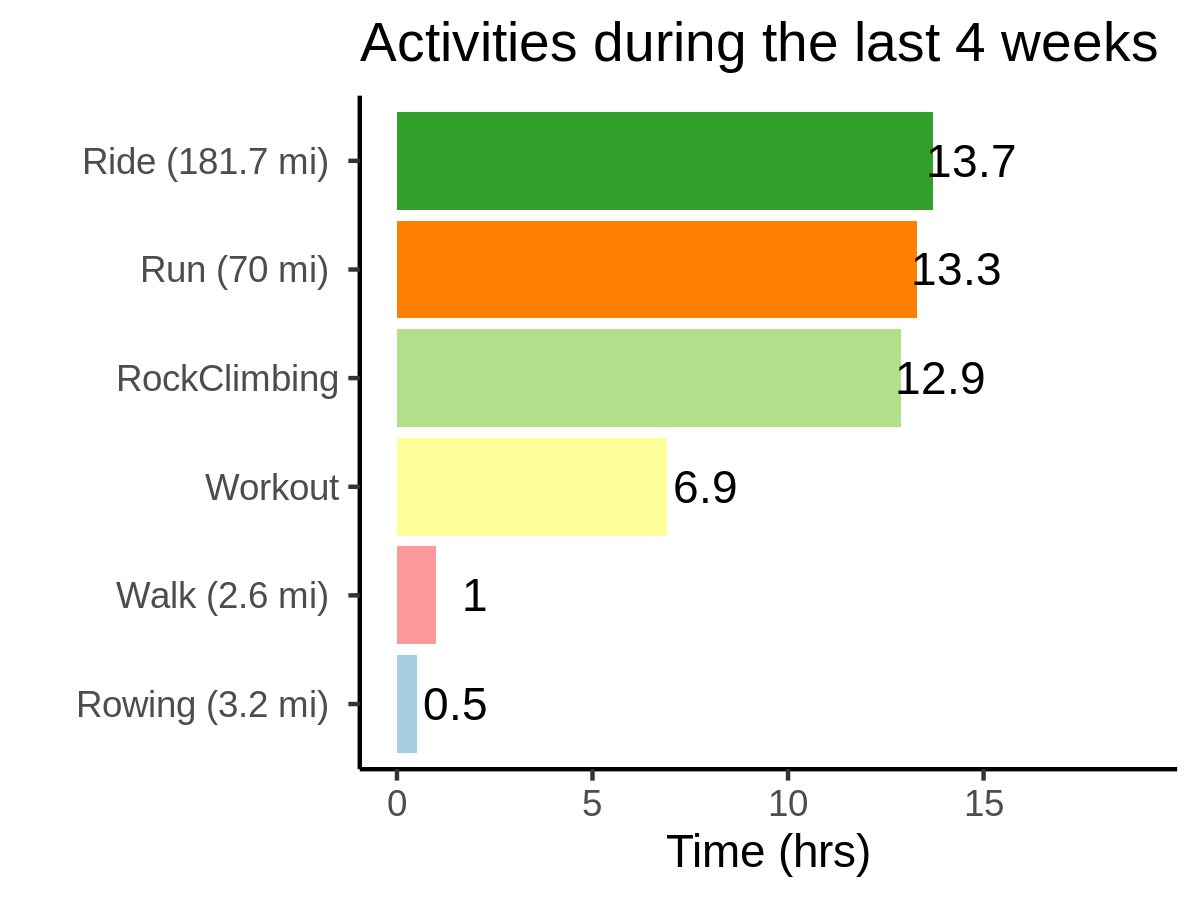 Activities during the last 4 weeks
Ride (181.7 mi)
13.7
Run (70 mi)
13.3
RockClimbing
12.9
Workout
6.9
Walk (2.6 mi)
1
Rowing (3.2 mi)
0.5
0 5 10 15
Time (hrs)